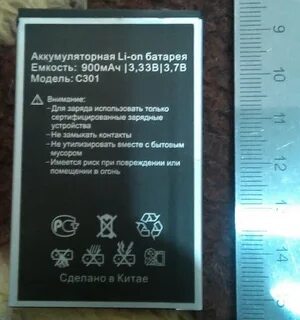 Аккумуляторная Li-on батарея
Емкость: 900мАч |3,33В|3,7В
Модель: C301
Внимание:
- Для заряда использовать только
сертифицированные зарядные
устройства
- Не замыкать контакты
- Не утилизировать вместе с бытовым
мусором
- Имеется риск при повреждении или
помещении в огонь
Сделано в Китае
9
10
11
12
13
14